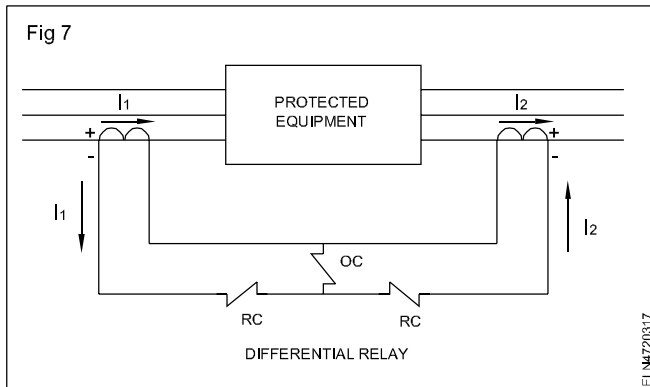 Fig 7
I1
PROTECTED
EQUIPMENT
I2
+
-
+
-
I1
I2
OC
RC
RC
DIFFERENTIAL RELAY
ELN4720317